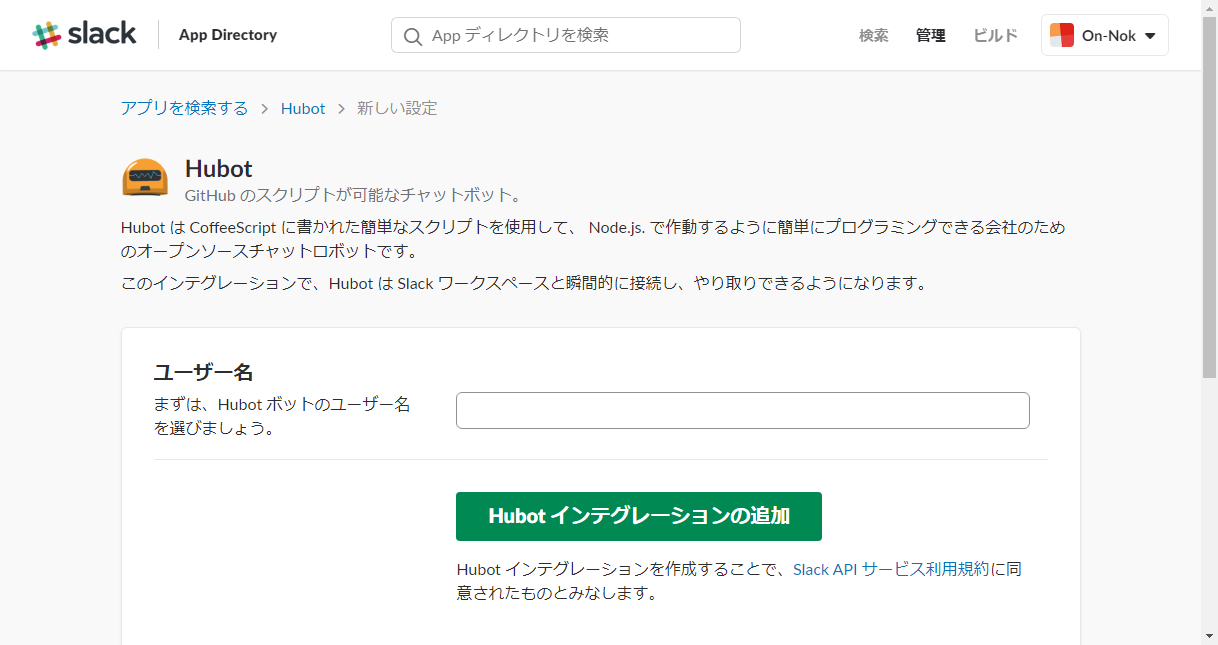 slack
App Directory
App ディレクトリを検索
検索
管理
ビルド
On-Nok
アプリを検索する > Hubot > 新しい設定
Hubot
GitHub のスクリプトが可能なチャットボット。
Hubot は CoffeeScript に書かれた簡単なスクリプトを使用して、 Node.js. で作動するように簡単にプログラミングできる会社のため
のオープンソースチャットロボットです。
このインテグレーションで、Hubot は Slack ワークスペースと瞬間的に接続し、やり取りできるようになります。
ユーザー名
まずは、Hubot ボットのユーザー名
を選びましょう。
Hubot インテグレーションの追加
Hubot インテグレーションを作成することで、Slack API サービス利用規約に同
意されたものとみなします。